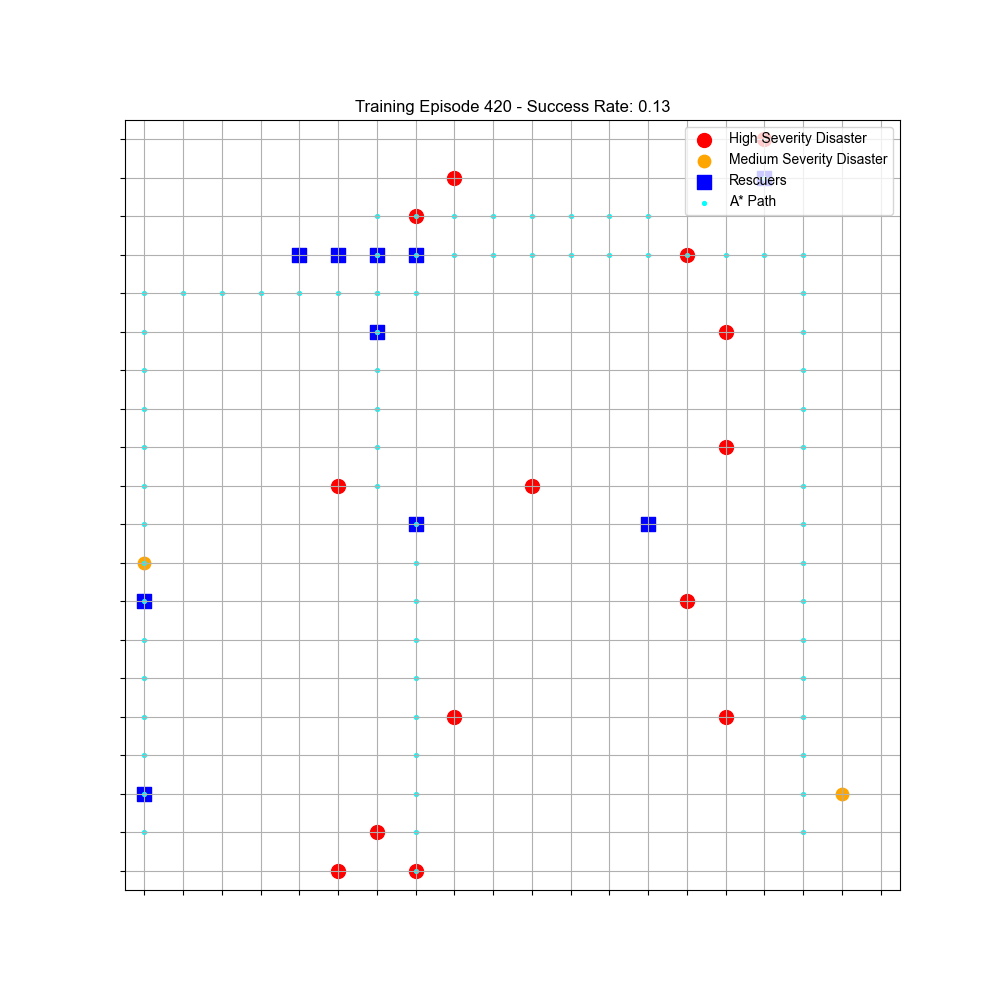 Training Episode 420 - Success Rate: 0.13
High Severity Disaster
Medium Severity Disaster
Rescuers
A* Path